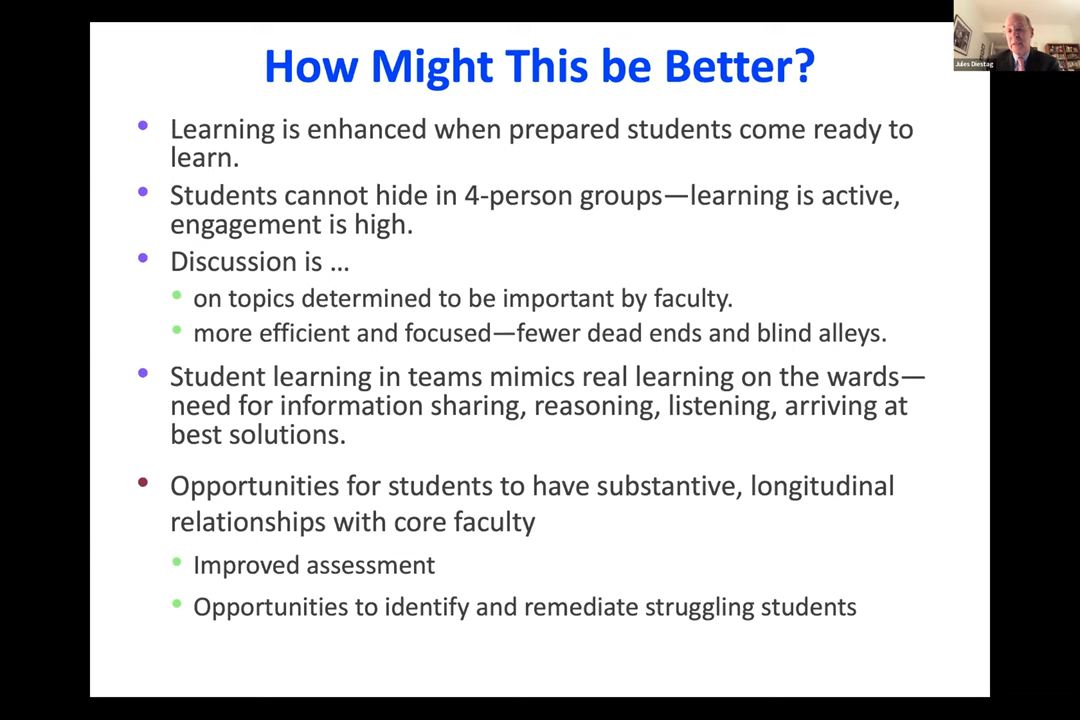 How Might This be Better?
Jules Diestag
• Learning is enhanced when prepared students come ready to
learn.
• Students cannot hide in 4-person groups—learning is active,
engagement is high.
• Discussion is ...
• on topics determined to be important by faculty.
• more efficient and focused—fewer dead ends and blind alleys.
• Student learning in teams mimics real learning on the wards—
need for information sharing, reasoning, listening, arriving at
best solutions.
• Opportunities for students to have substantive, longitudinal
relationships with core faculty
• Improved assessment
• Opportunities to identify and remediate struggling students